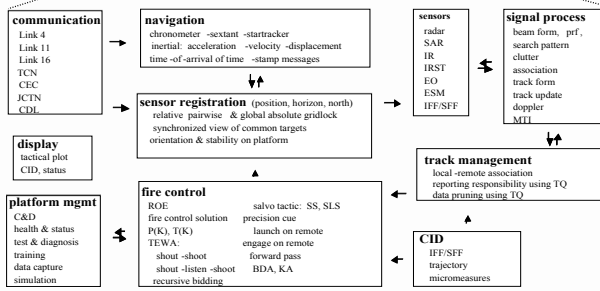 communication
Link 4
Link 11
Link 16
TCN
CEC
JCTN
CDL
navigation
chronometer -sextant -startracker
inertial: acceleration -velocity -displacement
time -of-arrival of time -stamp messages
sensors
radar
SAR
IR
IRST
EO
ESM
IFF/SFF
signal process
beam form, prf ,
search pattern
clutter
association
track form
track update
doppler
MTI
sensor registration (position, horizon, north)
relative pairwise & global absolute gridlock
synchronized view of common targets
orientation & stability on platform
display
tactical plot
CID, status
track management
local -remote association
reporting responsibility using TQ
data pruning using TQ
platform mgmt
C&D
health & status
test & diagnosis
training
data capture
simulation
fire control
ROE salvo tactic: SS, SLS
fire control solution precision cue
P(K), T(K) launch on remote
TEWA: engage on remote
shout -shoot forward pass
shout -listen -shoot BDA, KA
recursive bidding
CID
IFF/SFF
trajectory
micromeasures